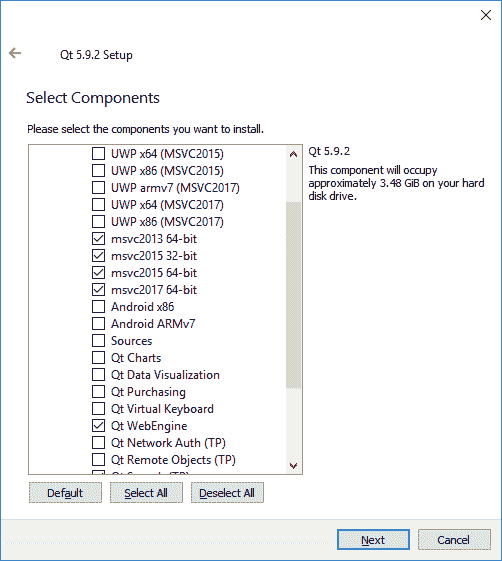 Qt 5.9.2 Setup
Select Components
Please select the components you want to install.
UWP x64 (MSVC2015)
UWP x86 (MSVC2015)
UWP armv7 (MSVC2017)
UWP x64 (MSVC2017)
UWP x86 (MSVC2017)
msvc2013 64-bit
msvc2015 32-bit
msvc2015 64-bit
msvc2017 64-bit
Android x86
Android ARMv7
Sources
Qt Charts
Qt Data Visualization
Qt Purchasing
Qt Virtual Keyboard
Qt WebEngine
Qt Network Auth (TP)
Qt Remote Objects (TP)
Qt 5.9.2
This component will occupy
approximately 3.48 GiB on your hard
disk drive.
Default
Select All
Deselect All
Next
Cancel